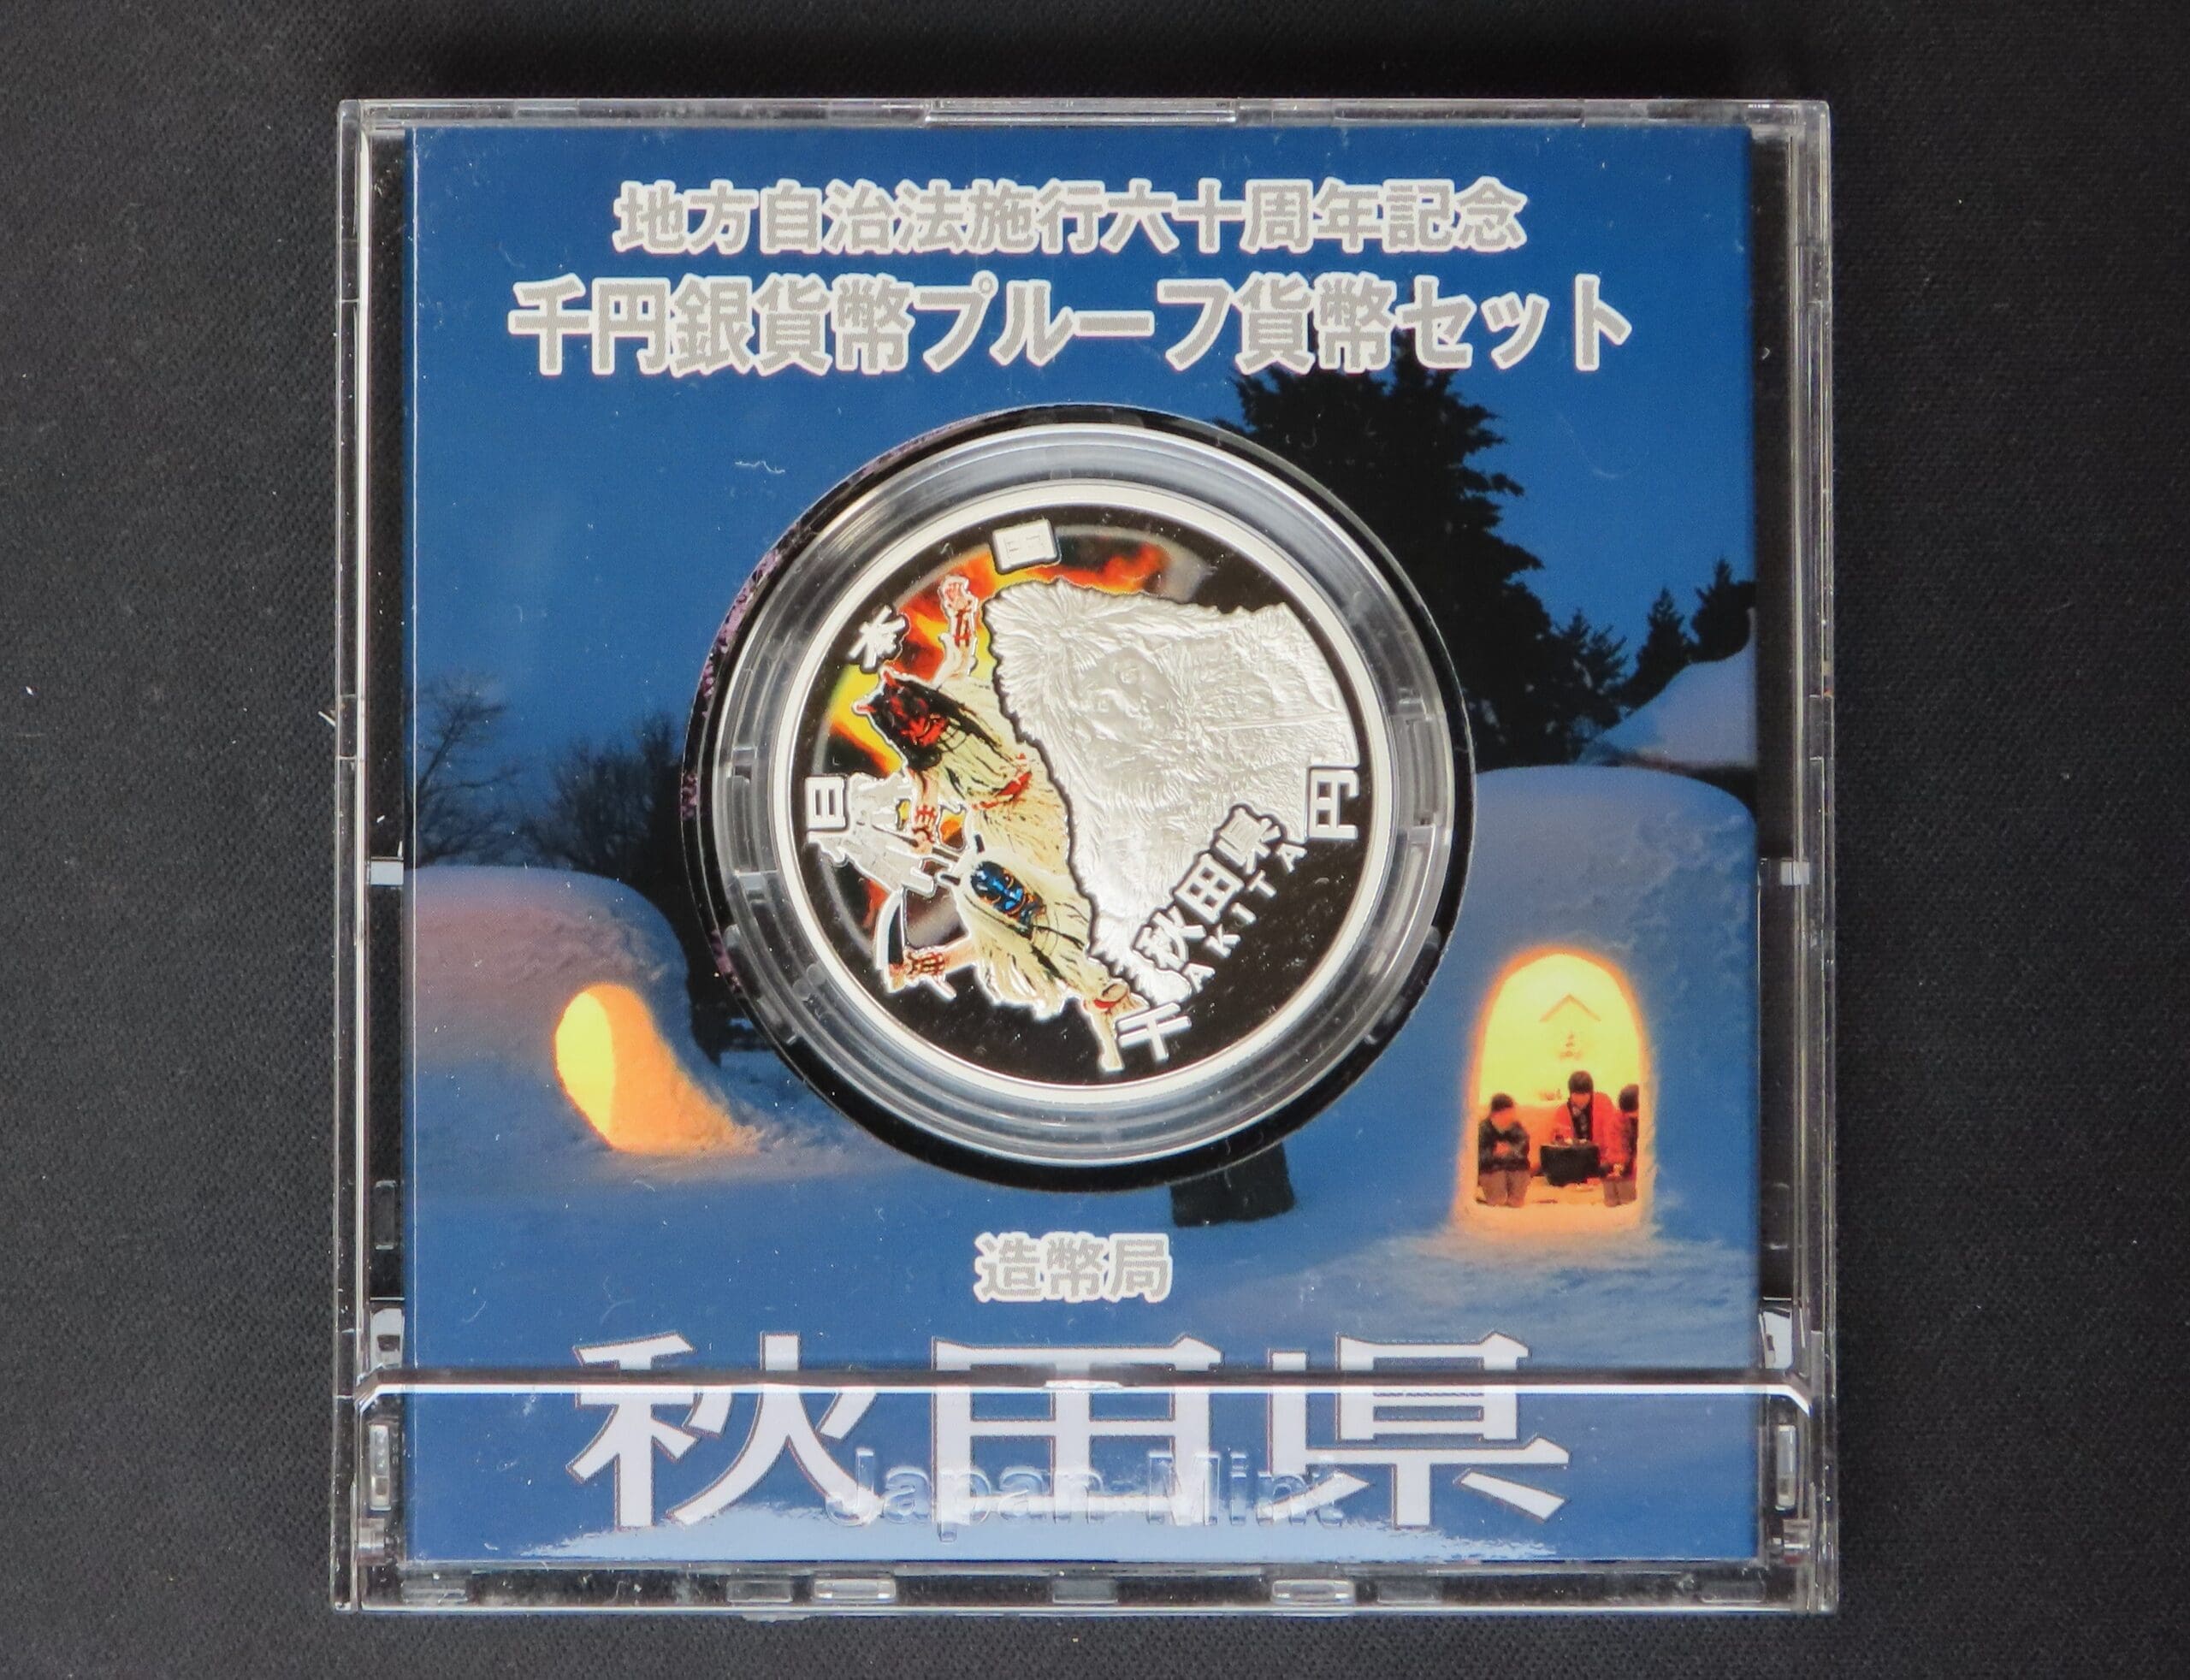 地方自治法施行六十周年記念
千円銀貨幣プルーフ貨幣セット
日本国
千円
秋田県
AKITA
造幣局
秋田県
Japan Mint